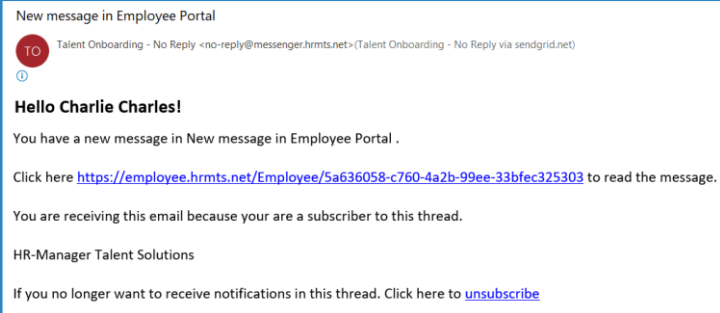 New message in Employee Portal
TO
Talent Onboarding - No Reply <no-reply@messenger.hrmts.net>(Talent Onboarding - No Reply via sendgrid.net)
Hello Charlie Charles!
You have a new message in New message in Employee Portal .
Click here https://employee.hrmts.net/Employee/5a636058-c760-4a2b-99ee-33bfec325303 to read the message.
You are receiving this email because your are a subscriber to this thread.
HR-Manager Talent Solutions
If you no longer want to receive notifications in this thread. Click here to unsubscribe